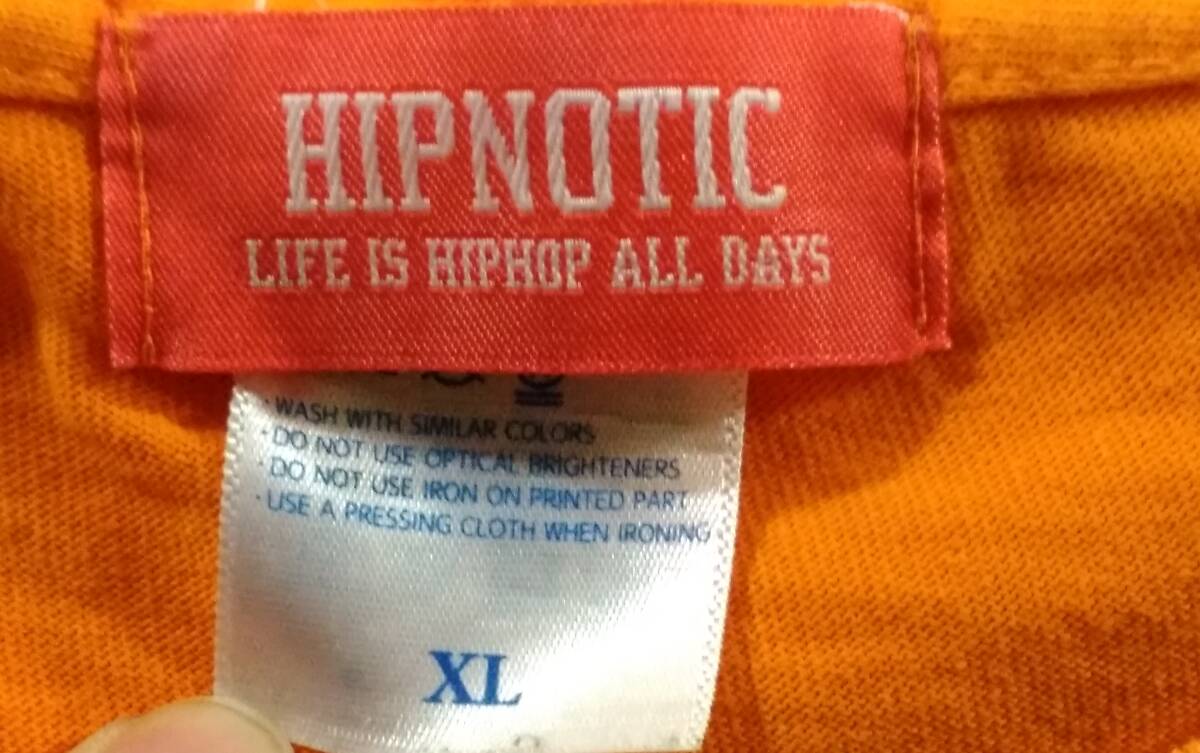 HIPNOTIC
LIFE IS HIPHOP ALL DAYS
·WASH WITH SIMILAR COLORS
·DO NOT USE OPTICAL BRIGHTENERS
·DO NOT USE IRON ON PRINTED PART
·USE A PRESSING CLOTH WHEN IRONING
XL